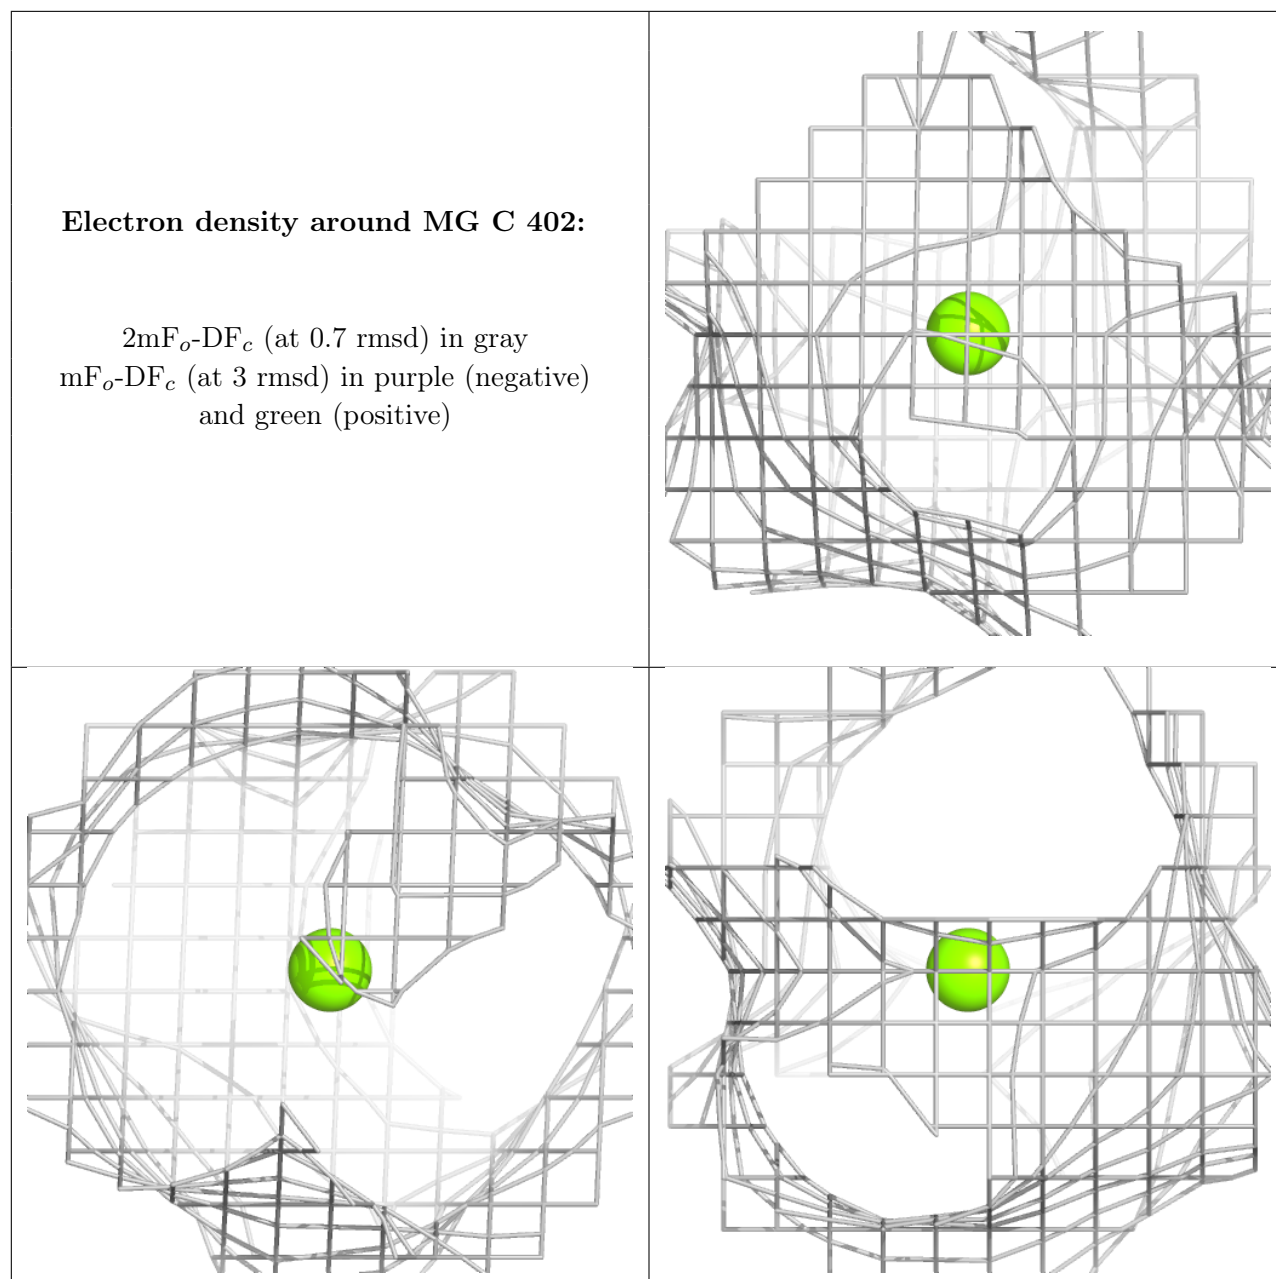 Electron density around MG C 402:
2mFₒ-DF𝒸 (at 0.7 rmsd) in gray
mFₒ-DF𝒸 (at 3 rmsd) in purple (negative)
and green (positive)